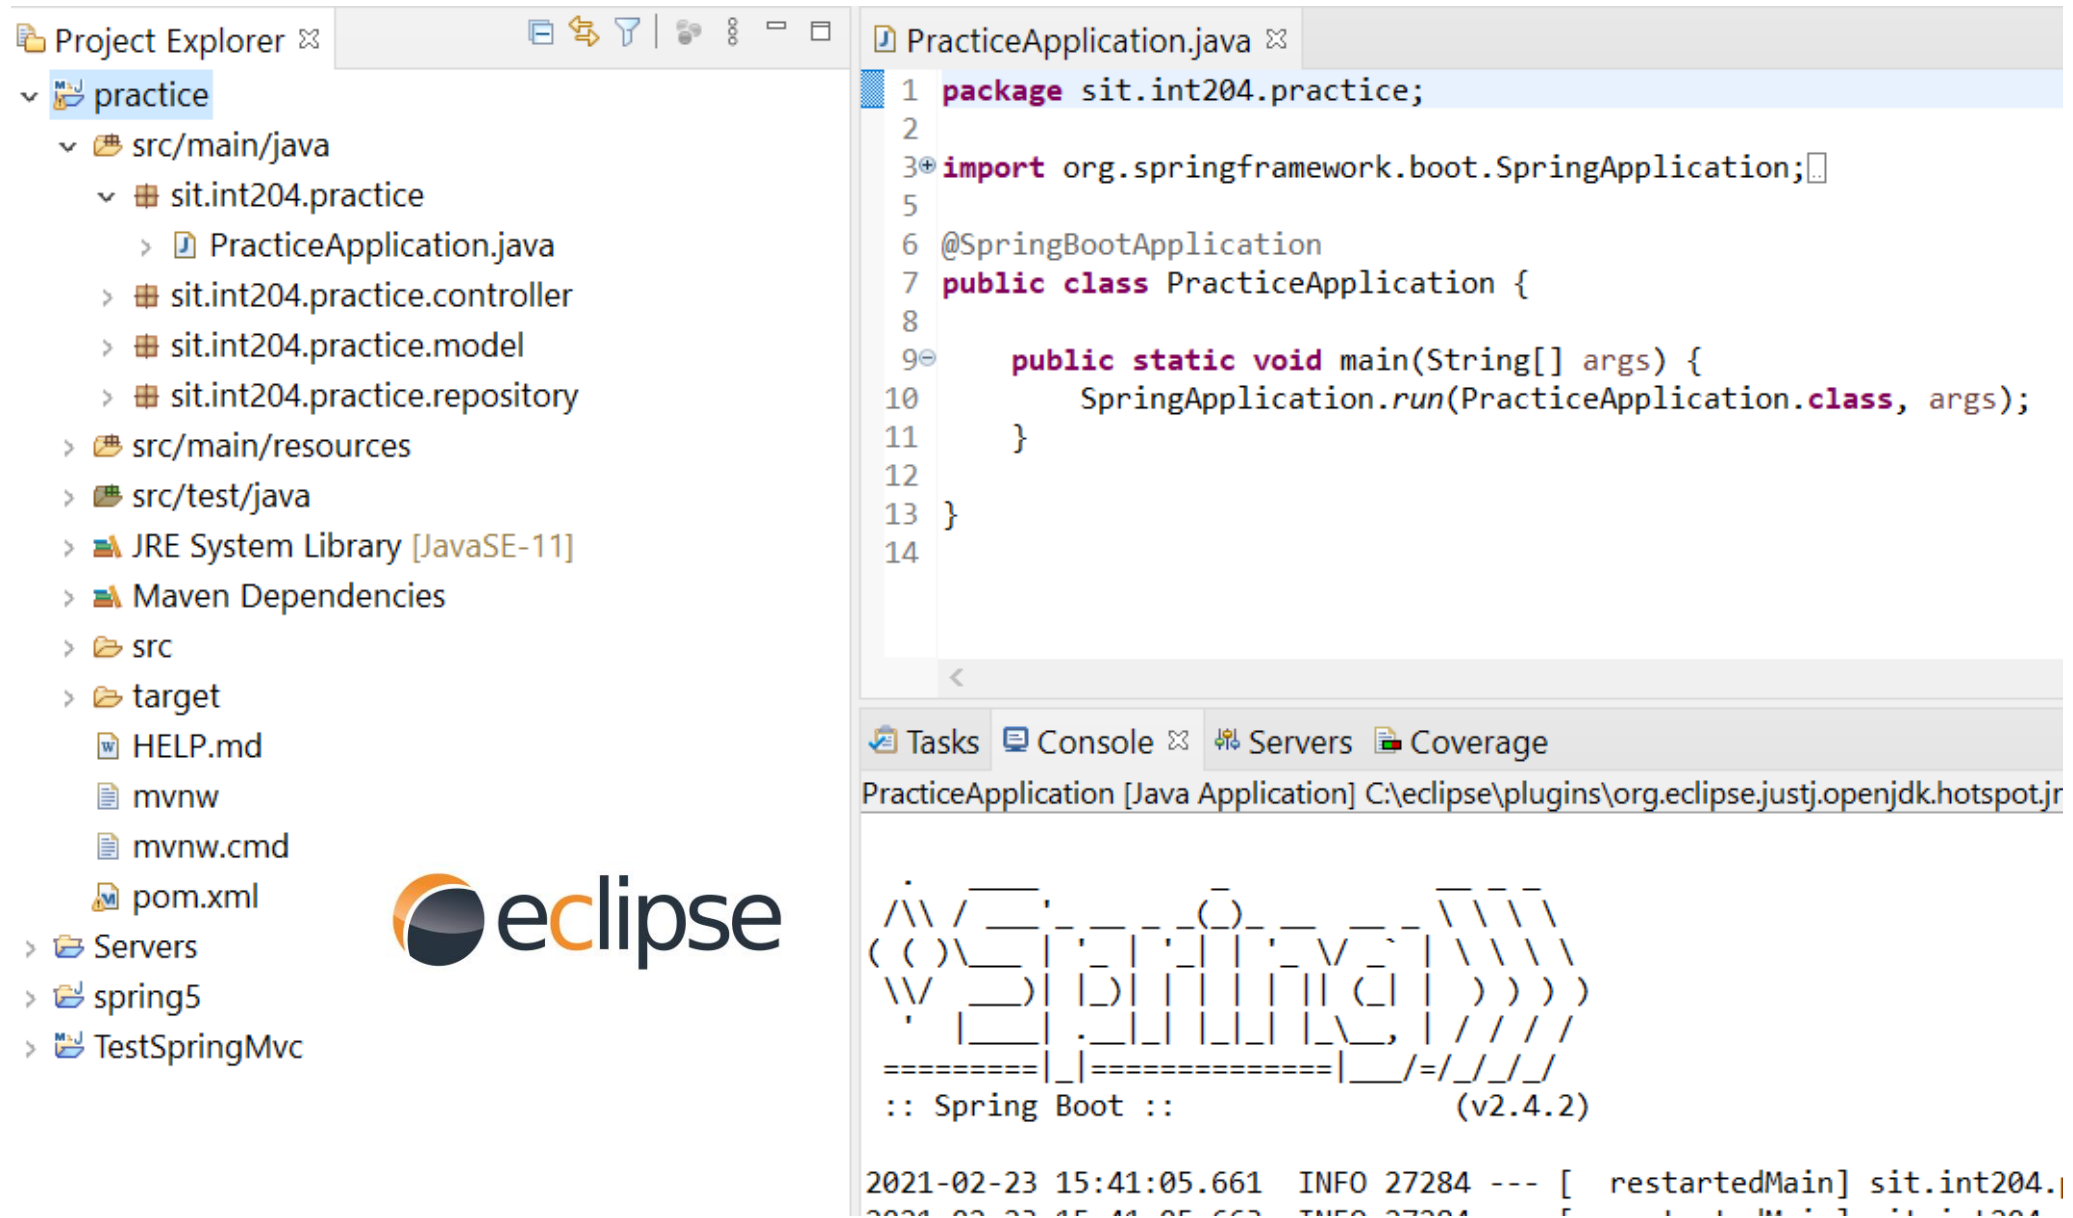 Project Explorer
practice
src/main/java
sit.int204.practice
PracticeApplication.java
sit.int204.practice.controller
sit.int204.practice.model
sit.int204.practice.repository
src/main/resources
src/test/java
JRE System Library [JavaSE-11]
Maven Dependencies
src
target
HELP.md
mvnw
mvnw.cmd
pom.xml
Servers
spring5
TestSpringMvc
eclipse
PracticeApplication.java
1 package sit.int204.practice;
2
3 import org.springframework.boot.SpringApplication;
5
6 @SpringBootApplication
7 public class PracticeApplication {
8
9 public static void main(String[] args) {
10 SpringApplication.run(PracticeApplication.class, args);
11 }
12
13 }
14
Tasks Console Servers Coverage
PracticeApplication [Java Application] C:\eclipse\plugins\org.eclipse.justj.openjdk.hotspot.jr
Spring
:: Spring Boot :: (v2.4.2)
2021-02-23 15:41:05.661 INFO 27284 --- [ restartedMain] sit.int204.